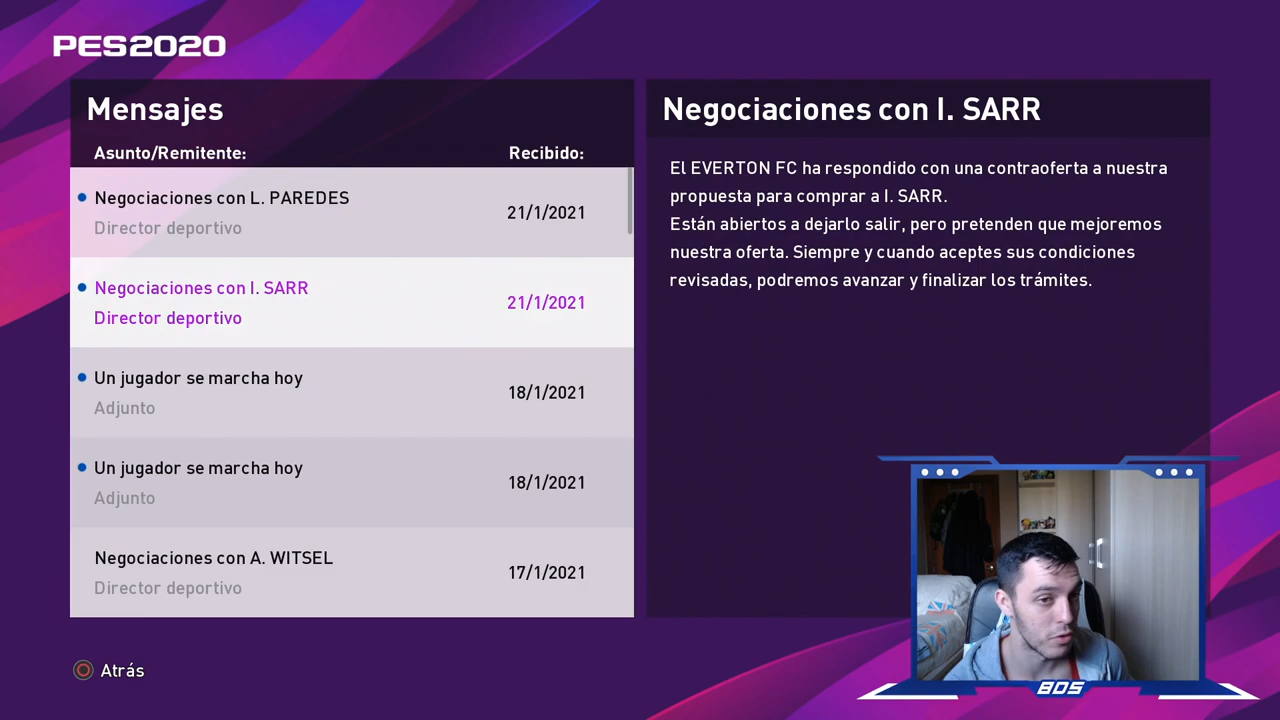 PES2020
Mensajes
Asunto/Remitente:
Recibido:
Negociaciones con L. PAREDES
Director deportivo
21/1/2021
Negociaciones con I. SARR
Director deportivo
21/1/2021
Un jugador se marcha hoy
Adjunto
18/1/2021
Un jugador se marcha hoy
Adjunto
18/1/2021
Negociaciones con A. WITSEL
Director deportivo
17/1/2021
Negociaciones con I. SARR
El EVERTON FC ha respondido con una contraoferta a nuestra
propuesta para comprar a I. SARR.
Están abiertos a dejarlo salir, pero pretenden que mejoremos
nuestra oferta. Siempre y cuando aceptes sus condiciones
revisadas, podremos avanzar y finalizar los trámites.
Atrás
BDS